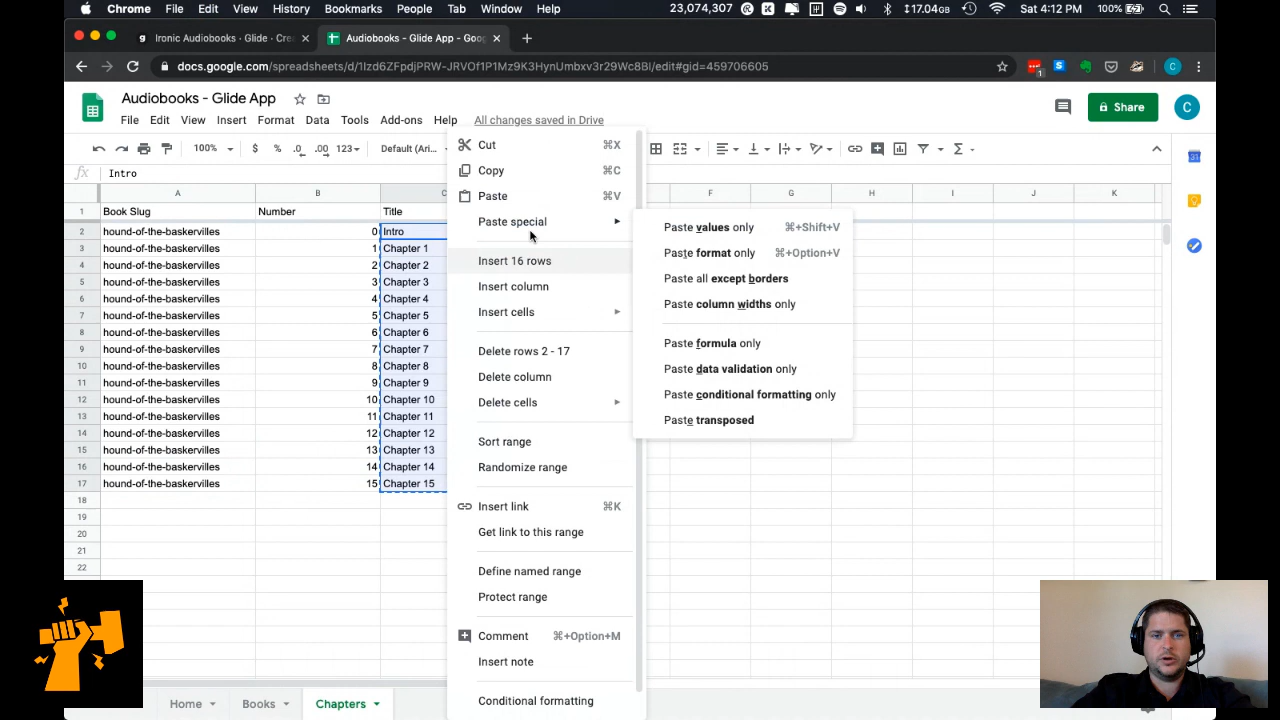 Chrome File Edit View History Bookmarks People Tab Window Help 23,074,307 17.04GB Sat 4:12 PM 100%
Ironic Audiobooks · Glide · Cre
Audiobooks - Glide App - Goo
docs.google.com/spreadsheets/d/1Izd6ZFpdjPRW-JRVOf1P1Mz9K3HynUmbxv3r29Wc8BI/edit#gid=459706605
1
C
Audiobooks - Glide App
File Edit View Insert Format Data Tools Add-ons Help All changes saved in Drive
Share
C
100% $ % .0 .00 123 Default (Ari...
fx Intro
A B C F G H I J K
1 Book Slug Number Title
2 hound-of-the-baskervilles 0 Intro
3 hound-of-the-baskervilles 1 Chapter 1
4 hound-of-the-baskervilles 2 Chapter 2
5 hound-of-the-baskervilles 3 Chapter 3
6 hound-of-the-baskervilles 4 Chapter 4
7 hound-of-the-baskervilles 5 Chapter 5
8 hound-of-the-baskervilles 6 Chapter 6
9 hound-of-the-baskervilles 7 Chapter 7
10 hound-of-the-baskervilles 8 Chapter 8
11 hound-of-the-baskervilles 9 Chapter 9
12 hound-of-the-baskervilles 10 Chapter 10
13 hound-of-the-baskervilles 11 Chapter 11
14 hound-of-the-baskervilles 12 Chapter 12
15 hound-of-the-baskervilles 13 Chapter 13
16 hound-of-the-baskervilles 14 Chapter 14
17 hound-of-the-baskervilles 15 Chapter 15
18
19
20
21
22
Cut ⌘X
Copy ⌘C
Paste ⌘V
Paste special
Insert 16 rows
Insert column
Insert cells
Delete rows 2 - 17
Delete column
Delete cells
Sort range
Randomize range
Insert link ⌘K
Get link to this range
Define named range
Protect range
Comment ⌘+Option+M
Insert note
Conditional formatting
Paste values only ⌘+Shift+V
Paste format only ⌘+Option+V
Paste all except borders
Paste column widths only
Paste formula only
Paste data validation only
Paste conditional formatting only
Paste transposed
31
Home Books Chapters